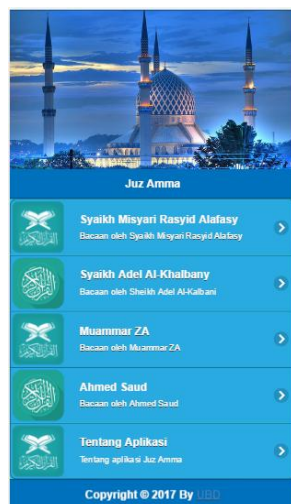 Juz Amma
Syaikh Misyari Rasyid Alafasy
Bacaan oleh Syaikh Misyari Rasyid Alafasy
Syaikh Adel Al-Khalbany
Bacaan oleh Sheikh Adel Al-Kalbani
Muammar ZA
Bacaan oleh Muammar ZA
Ahmed Saud
Bacaan oleh Ahmed Saud
Tentang Aplikasi
Tentang aplikasi Juz Amma
Copyright © 2017 By UBD